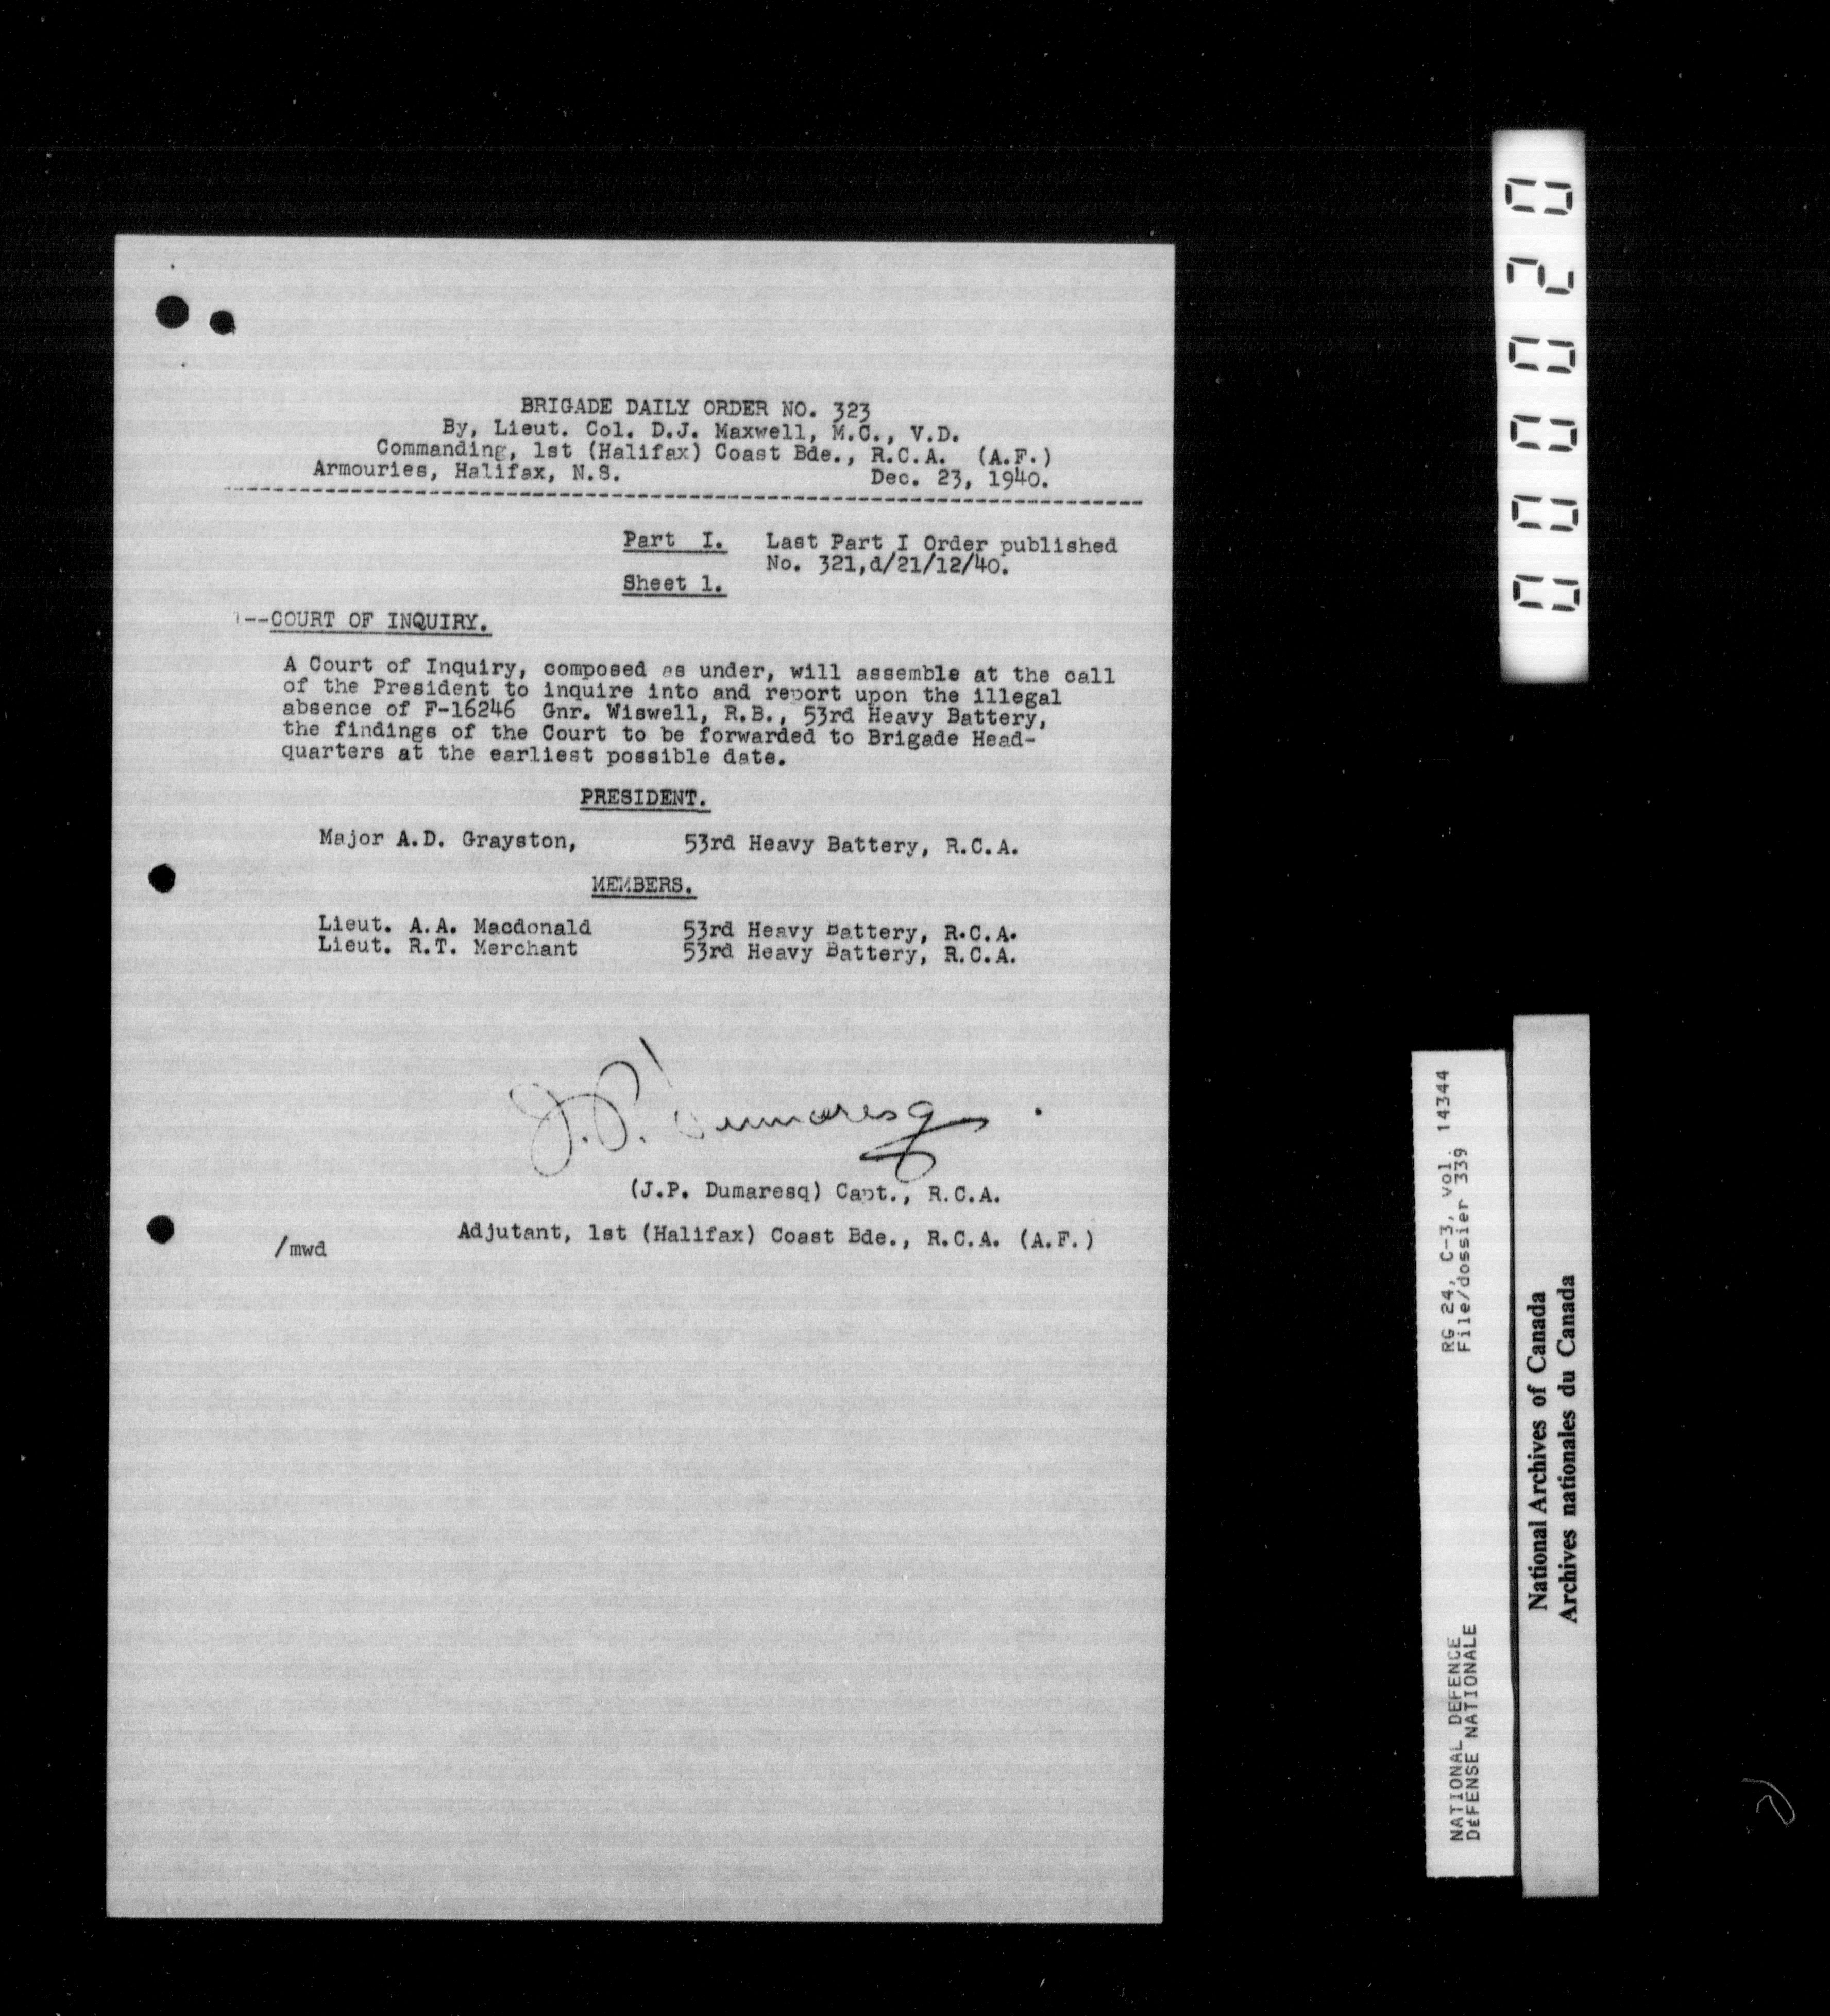 BRIGADE DAILY ORDER NO. 323
By, Lieut. Col. D.J. Maxwell, M.C., V.D.
Commanding, 1st (Halifax) Coast Bde., R.C.A. (A.F.)
Armouries, Halifax, N.S. Dec. 23, 1940.
Part I. Last Part I Order published
No. 321,d/21/12/40.
Sheet 1.
--COURT OF INQUIRY.
A Court of Inquiry, composed as under, will assemble at the call
of the President to inquire into and report upon the illegal
absence of F-16246 Gnr. Wiswell, R.B., 53rd Heavy Battery,
the findings of the Court to be forwarded to Brigade Head-
quarters at the earliest possible date.
PRESIDENT.
Major A.D. Grayston, 53rd Heavy Battery, R.C.A.
MEMBERS.
Lieut. A.A. Macdonald 53rd Heavy Battery, R.C.A.
Lieut. R.T. Merchant 53rd Heavy Battery, R.C.A.
J.P. Dumaresq
(J.P. Dumaresq) Capt., R.C.A.
Adjutant, 1st (Halifax) Coast Bde., R.C.A. (A.F.)
/mwd
000020
RG 24, C-3, vol. 14344
File/dossier 339
NATIONAL DEFENCE
DÉFENSE NATIONALE
National Archives of Canada
Archives nationales du Canada